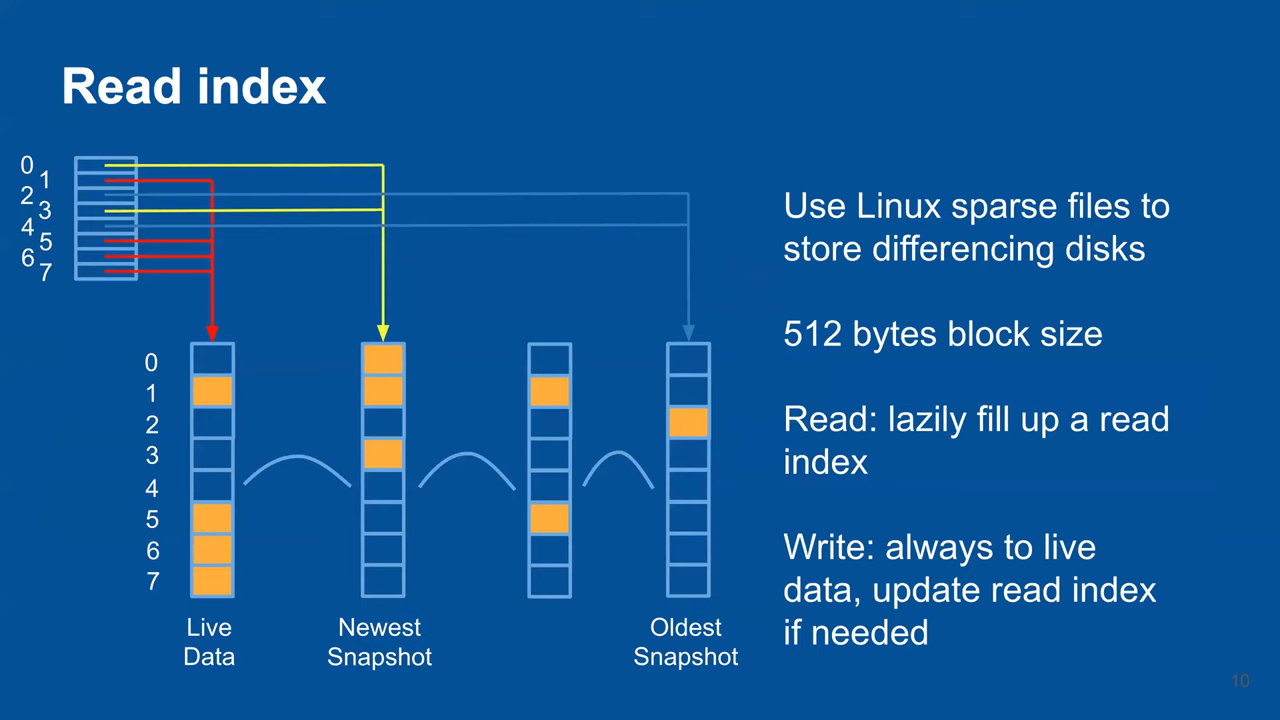 Read index
0
1
2
3
4
5
6
7
Use Linux sparse files to
store differencing disks
512 bytes block size
Read: lazily fill up a read
index
Write: always to live
data, update read index
if needed
0
1
2
3
4
5
6
7
Live
Data
Newest
Snapshot
Oldest
Snapshot
10